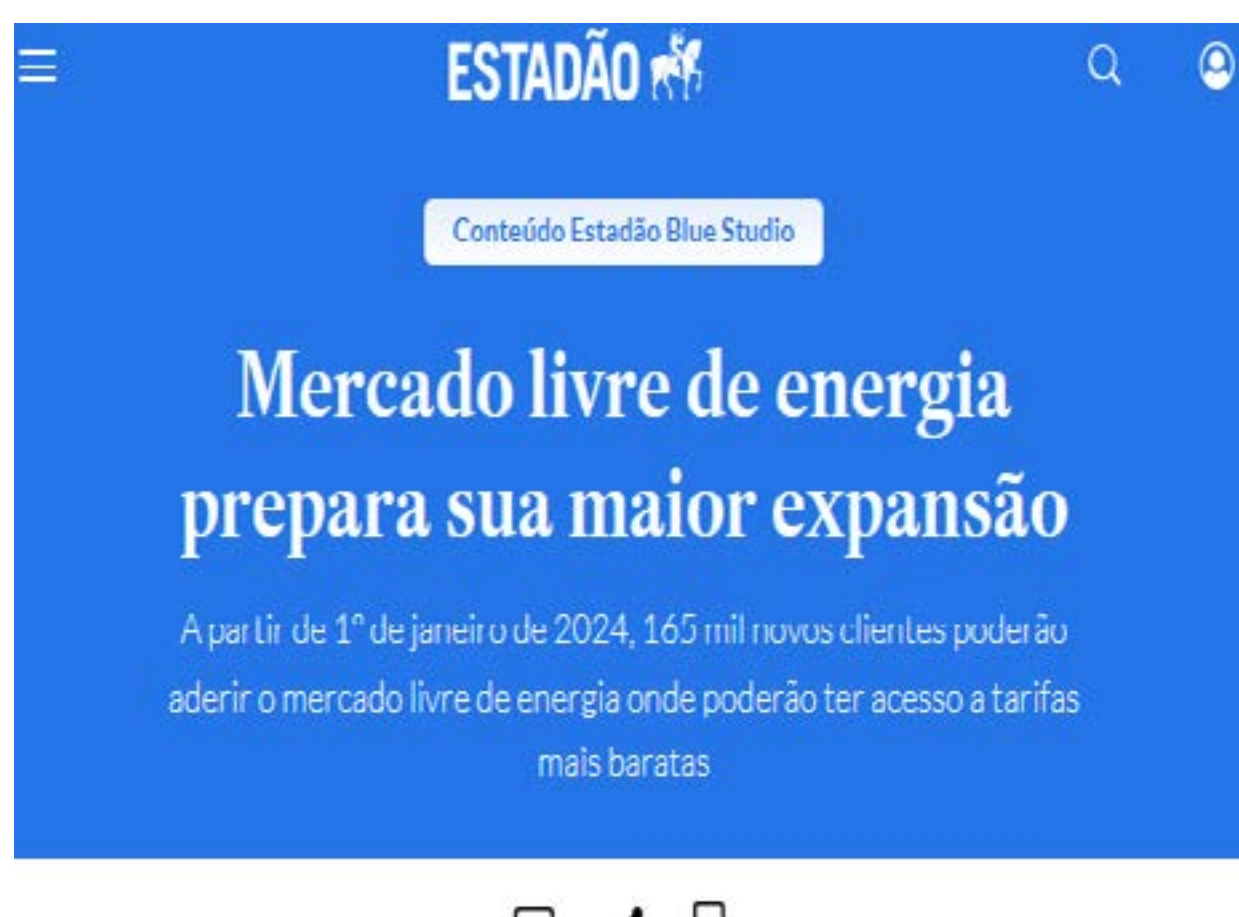 ESTADÃO
Conteúdo Estadão Blue Studio
Mercado livre de energia
prepara sua maior expansão
A partir de 1º de janeiro de 2024, 165 mil novos clientes poderão
aderir o mercado livre de energia onde poderão ter acesso a tarifas
mais baratas